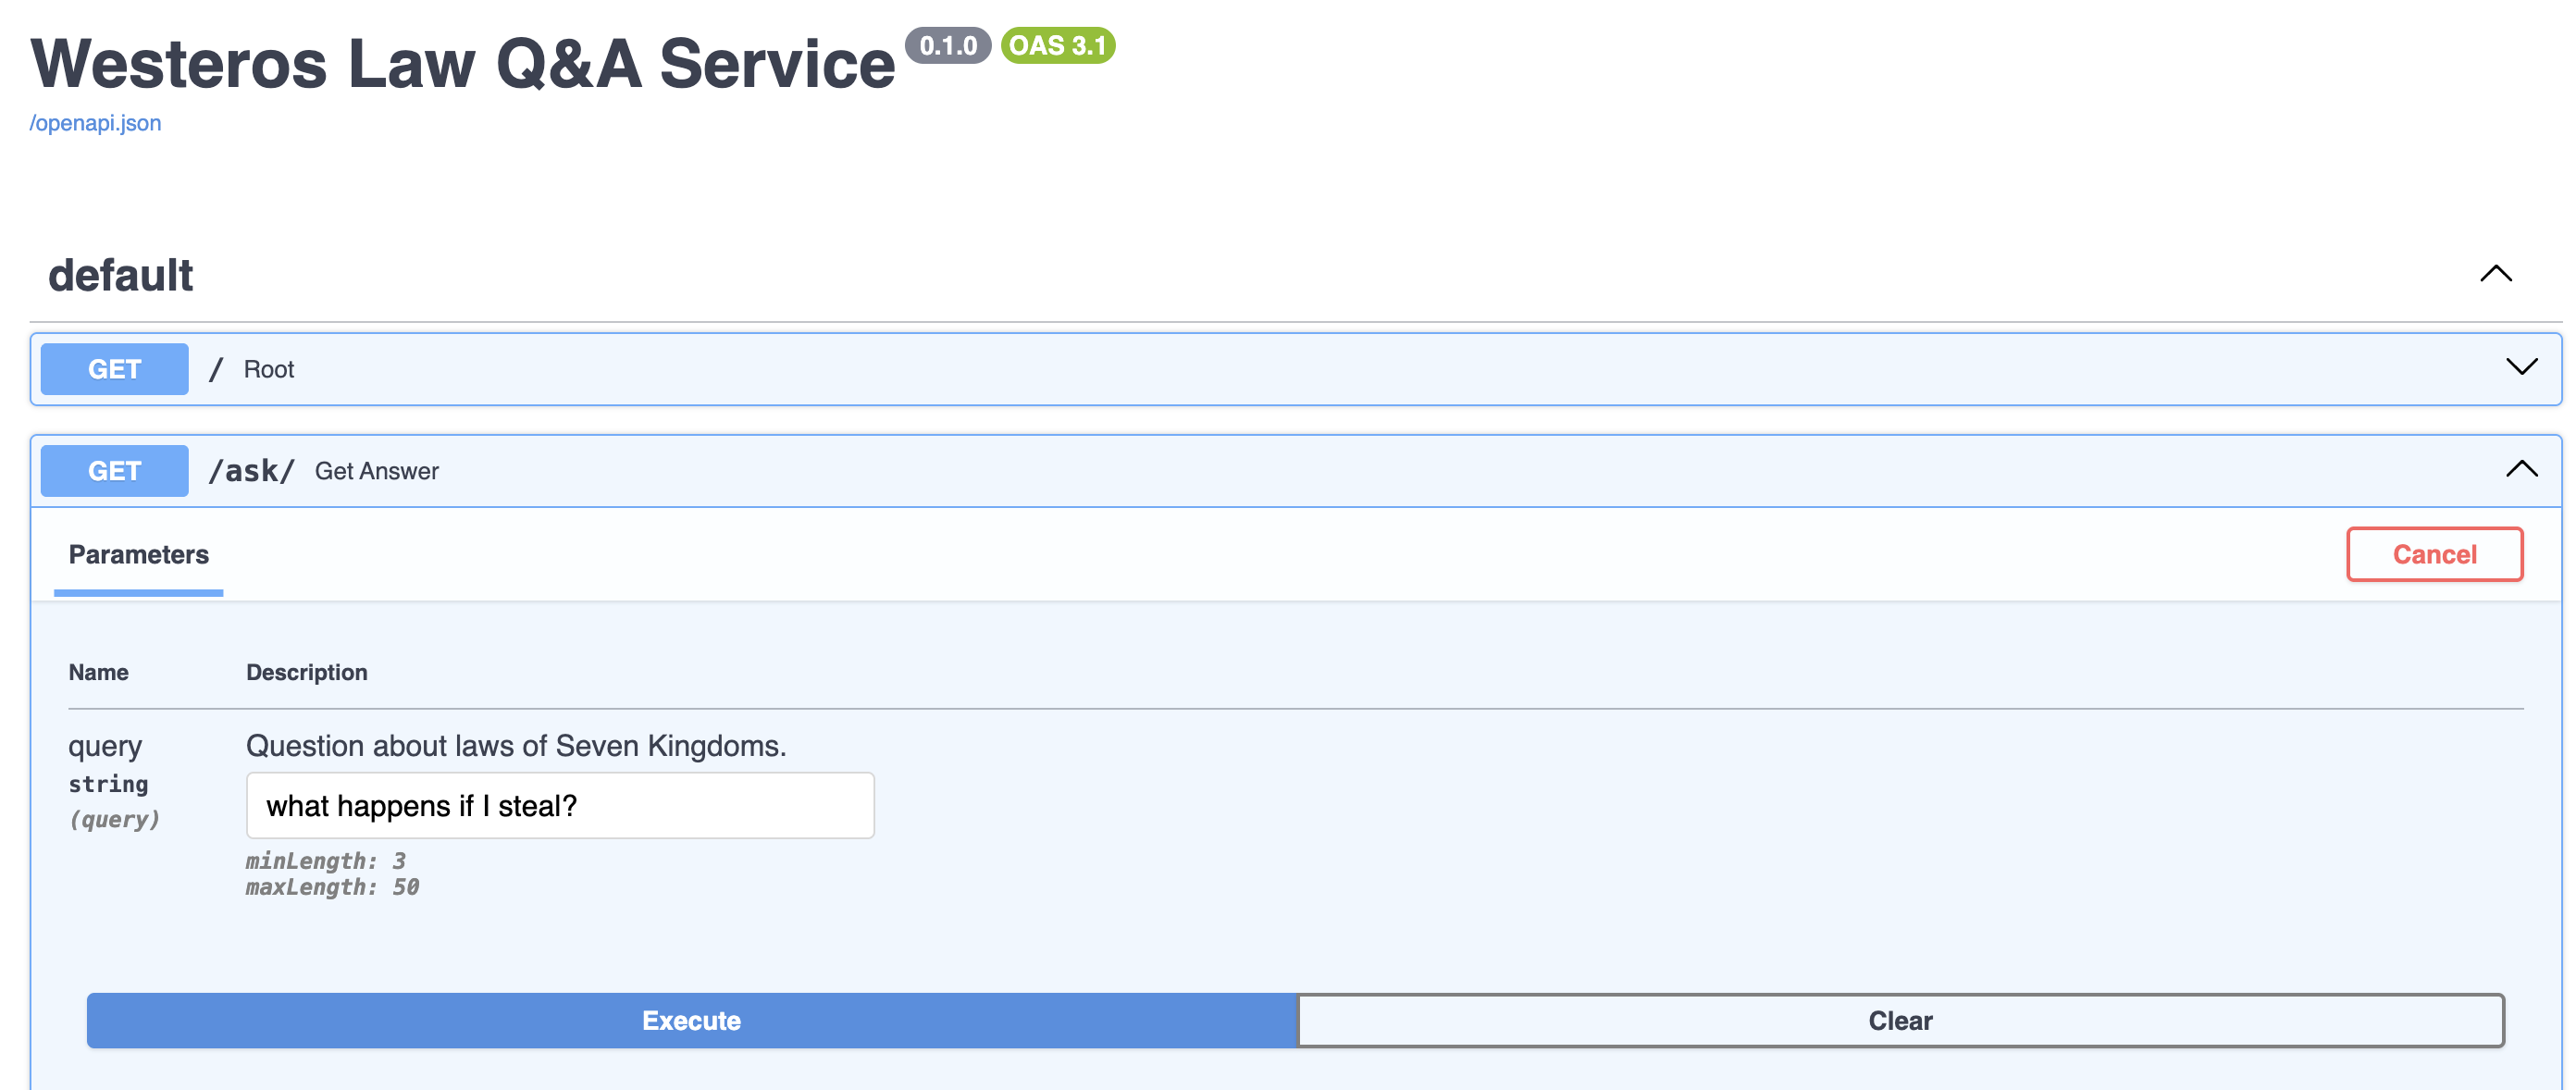 Westeros Law Q&A Service 0.1.0 OAS 3.1
/openapi.json
default
GET / Root
GET /ask/ Get Answer
Parameters Cancel
Name Description
query Question about laws of Seven Kingdoms.
string
what happens if I steal?
(query)
minLength: 3
maxLength: 50
Execute Clear